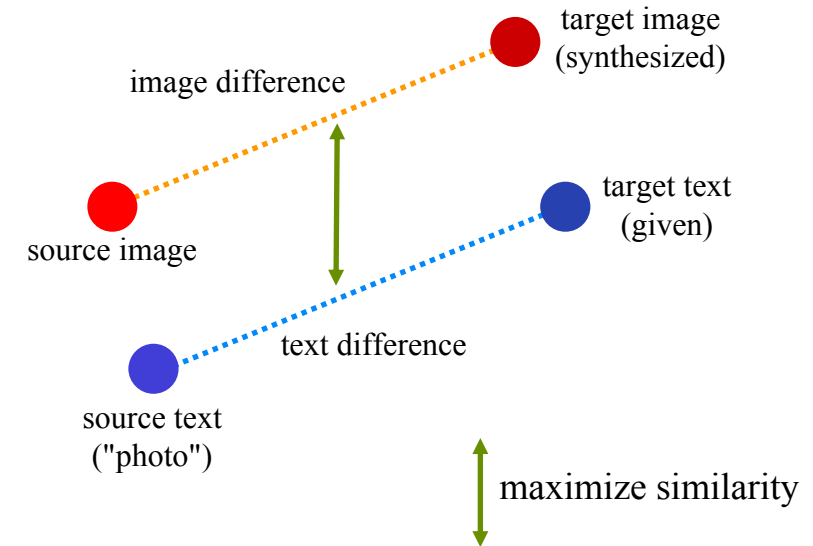 target image
(synthesized)
image difference
target text
(given)
source image
text difference
source text
("photo")
maximize similarity